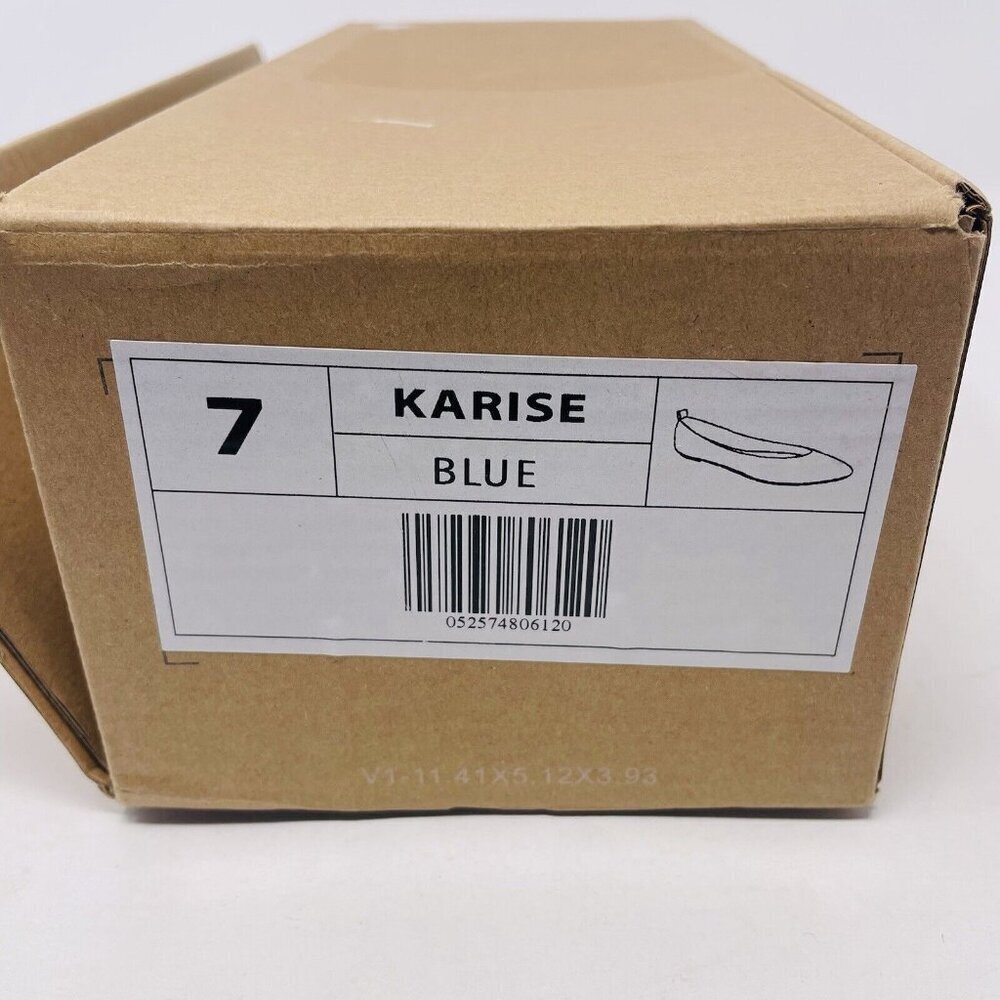 7
KARISE
BLUE
052574806120
V1-11.41X5.12X3.93